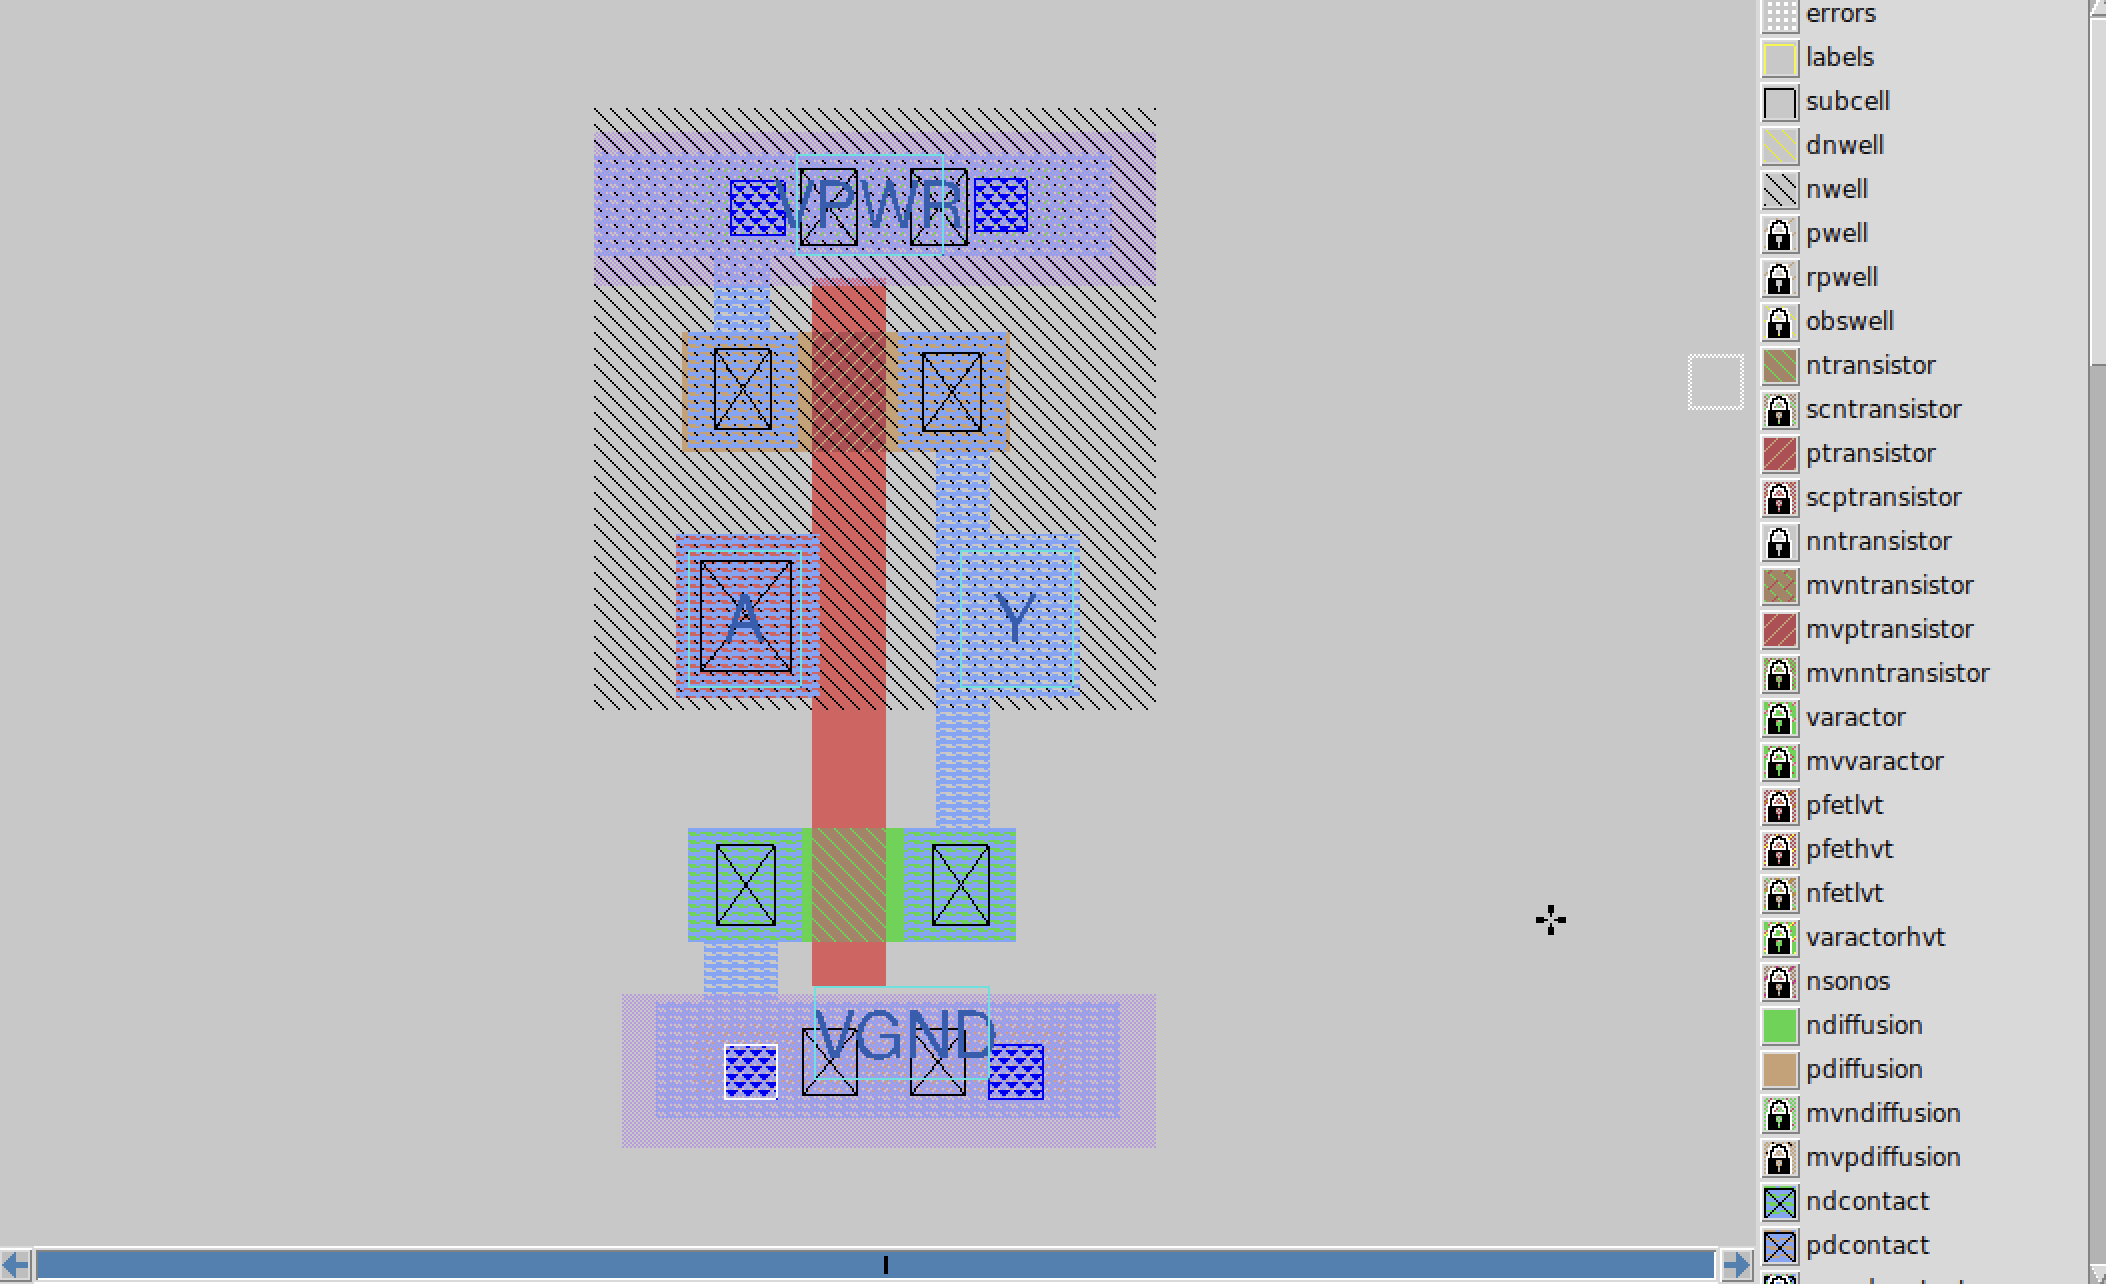 errors
labels
subcell
dnwell
nwell
pwell
rpwell
obswell
ntransistor
scntransistor
ptransistor
scptransistor
nntransistor
mvntransistor
mvptransistor
mvnntransistor
varactor
mvvaractor
pfetlvt
pfethvt
nfetlvt
varactorhvt
nsonos
ndiffusion
pdiffusion
mvndiffusion
mvpdiffusion
ndcontact
pdcontact
VPWR
A
Y
VGND